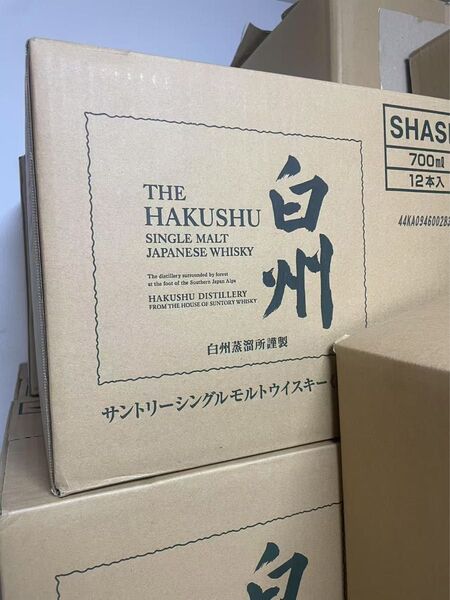 THE
HAKUSHU
SINGLE MALT
JAPANESE WHISKY
The distillery surrounded by forest
at the foot of the Southern Japan Alps
HAKUSHU DISTILLERY
FROM THE HOUSE OF SUNTORY WHISKY
白州
白州蒸溜所謹製
サントリーシングルモルトウイスキー
SHAS
700ml
12本入
44KA09460028
白